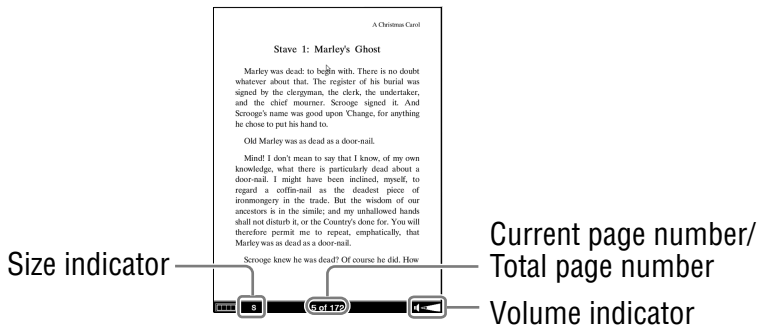 A Christmas Carol
Stave 1: Marley's Ghost
Marley was dead: to begin with. There is no doubt
whatever about that. The register of his burial was
signed by the clergyman, the clerk, the undertaker,
and the chief mourner. Scrooge signed it. And
Scrooge's name was good upon 'Change, for anything
he chose to put his hand to.
Old Marley was as dead as a door-nail.
Mind! I don't mean to say that I know, of my own
knowledge, what there is particularly dead about a
door-nail. I might have been inclined, myself, to
regard a coffin-nail as the deadest piece of
ironmongery in the trade. But the wisdom of our
ancestors is in the simile; and my unhallowed hands
shall not disturb it, or the Country's done for. You will
therefore permit me to repeat, emphatically, that
Marley was as dead as a door-nail.
Scrooge knew he was dead? Of course he did. How
S
5 of 172
Size indicator
Current page number/
Total page number
Volume indicator